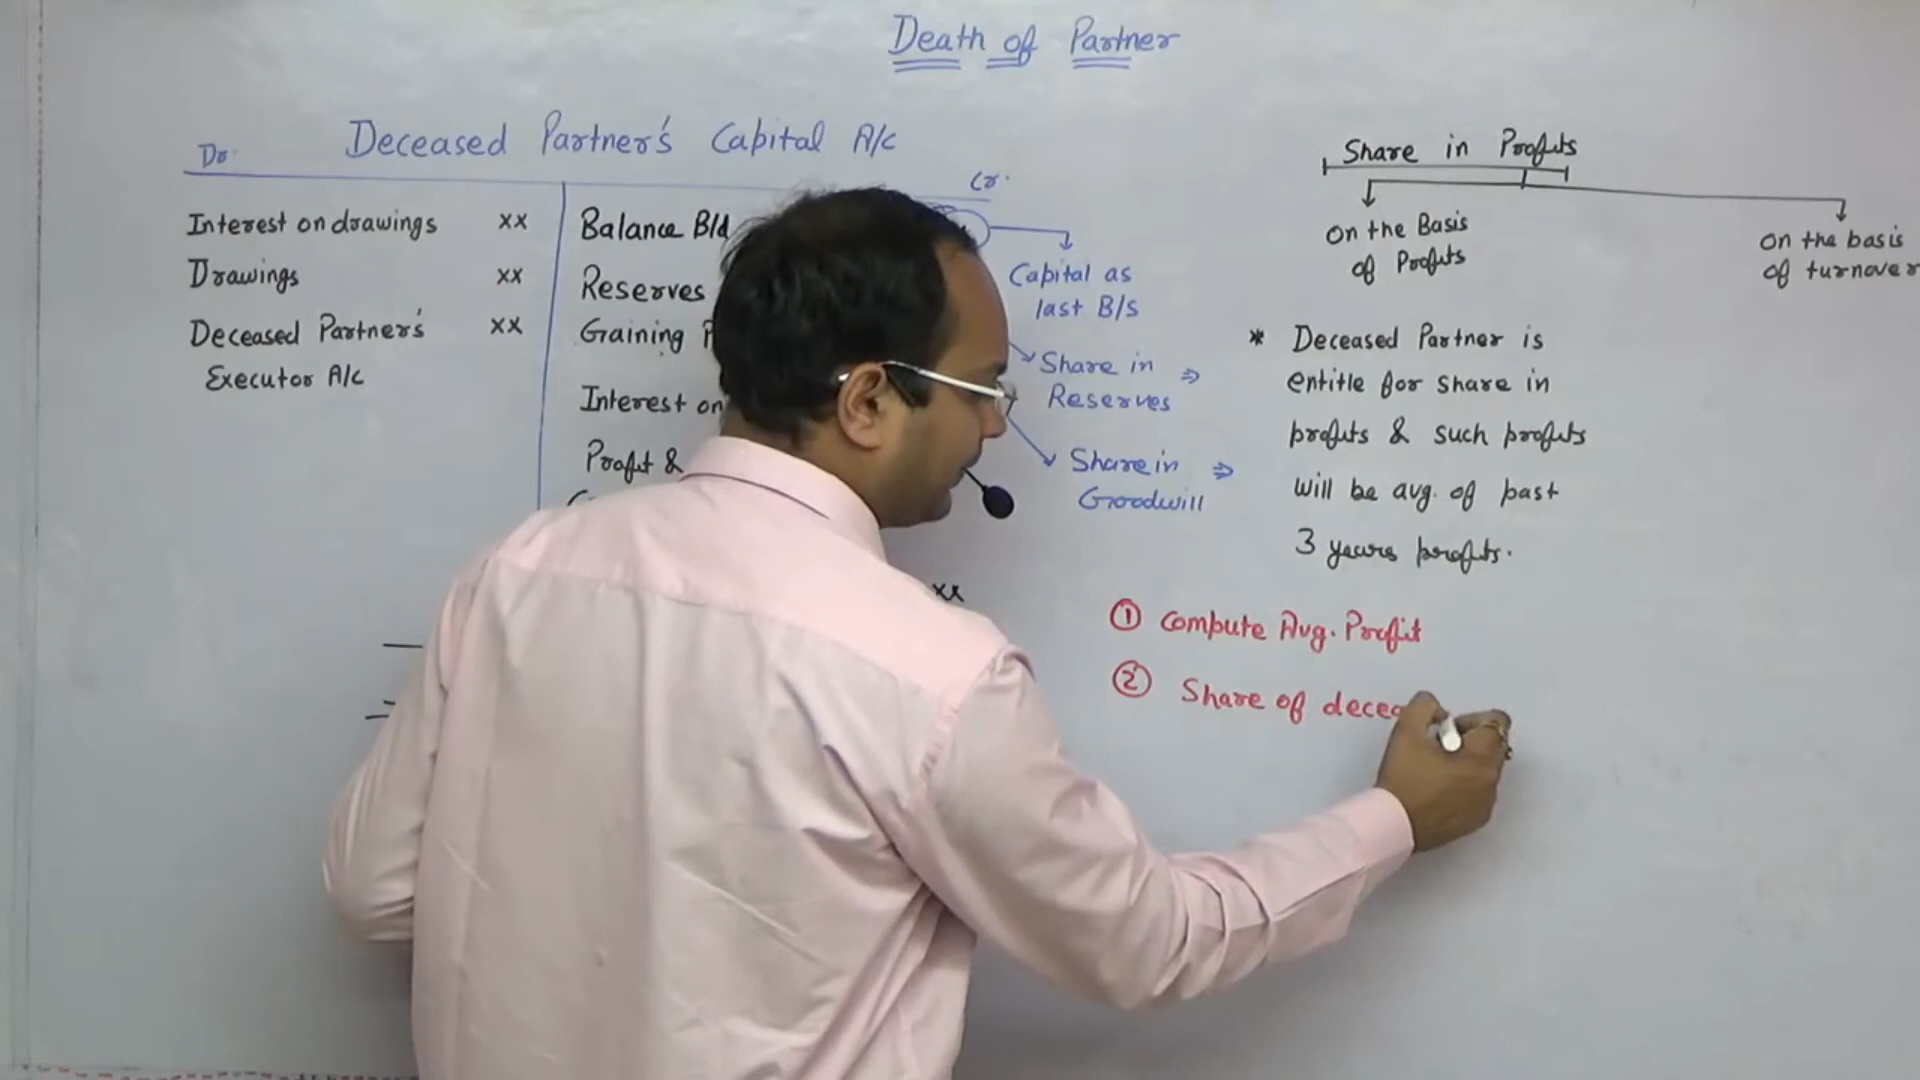 Death of Partner
Deceased Partner's Capital A/c
Dr.
Cr.
Interest on drawings xx
Drawings xx
Deceased Partner's xx
Executor A/c
Balance B/d
Reserves
Gaining
Interest on
Profit &
xx
Capital as
last B/S
Share in
Reserves
Share in
Goodwill
Share in Profits
On the Basis
of Profits
On the basis
of turnover
* Deceased Partner is
entitle for share in
profits & such profits
will be avg. of past
3 years profits.
① Compute Avg. Profit
② Share of decea